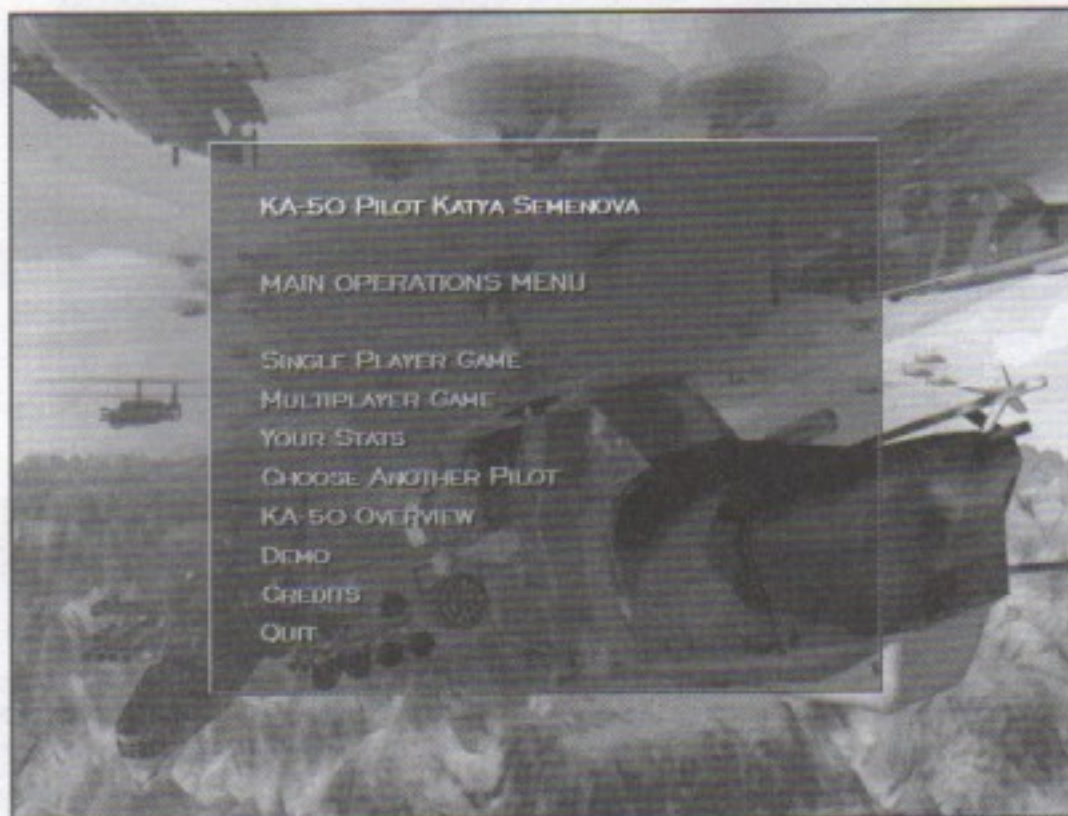 KA-50 PILOT KATYA SEMENOVA
MAIN OPERATIONS MENU
SINGLE PLAYER GAME
MULTIPLAYER GAME
YOUR STATS
CHOOSE ANOTHER PILOT
KA-50 OVERVIEW
DEMO
CREDITS
QUIT